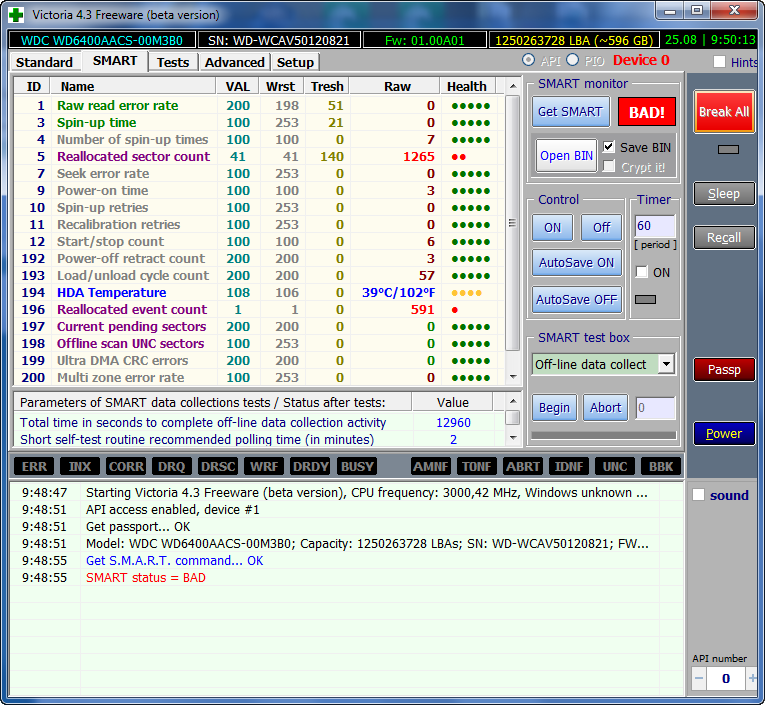 Victoria 4.3 Freeware (beta version)
WDC WD6400AACS-00M3B0 SN: WD-WCAV50120821 Fw: 01.00A01 1250263728 LBA (~596 GB) 25.08 | 9:50:13
Standard SMART Tests Advanced Setup API PIO Device 0 Hints
ID Name VAL Wrst Tresh Raw Health
1 Raw read error rate 200 198 51 0
3 Spin-up time 100 253 21 0
4 Number of spin-up times 100 100 0 7
5 Reallocated sector count 41 41 140 1265
7 Seek error rate 100 253 0 0
9 Power-on time 100 253 0 3
10 Spin-up retries 100 253 0 0
11 Recalibration retries 100 253 0 0
12 Start/stop count 100 100 0 6
192 Power-off retract count 200 200 0 3
193 Load/unload cycle count 200 200 0 57
194 HDA Temperature 108 106 0 39°C/102°F
196 Reallocated event count 1 1 0 591
197 Current pending sectors 200 200 0 0
198 Offline scan UNC sectors 100 253 0 0
199 Ultra DMA CRC errors 200 200 0 0
200 Multi zone error rate 100 253 0 0
SMART monitor
Get SMART BAD!
Open BIN Save BIN
Crypt it!
Control Timer
ON Off 60
[ period ]
AutoSave ON ON
AutoSave OFF
SMART test box
Off-line data collect
Begin Abort 0
Break All
Sleep
Recall
Passp
Power
Parameters of SMART data collections tests / Status after tests: Value
Total time in seconds to complete off-line data collection activity 12960
Short self-test routine recommended polling time (in minutes) 2
ERR INX CORR DRQ DRSC WRF DRDY BUSY AMNF TONF ABRT IDNF UNC BBK
9:48:47 Starting Victoria 4.3 Freeware (beta version), CPU frequency: 3000,42 MHz, Windows unknown ...
9:48:51 API access enabled, device #1
9:48:51 Get passport... OK
9:48:51 Model: WDC WD6400AACS-00M3B0; Capacity: 1250263728 LBAs; SN: WD-WCAV50120821; FW...
9:48:55 Get S.M.A.R.T. command... OK
9:48:55 SMART status = BAD
sound
API number
0